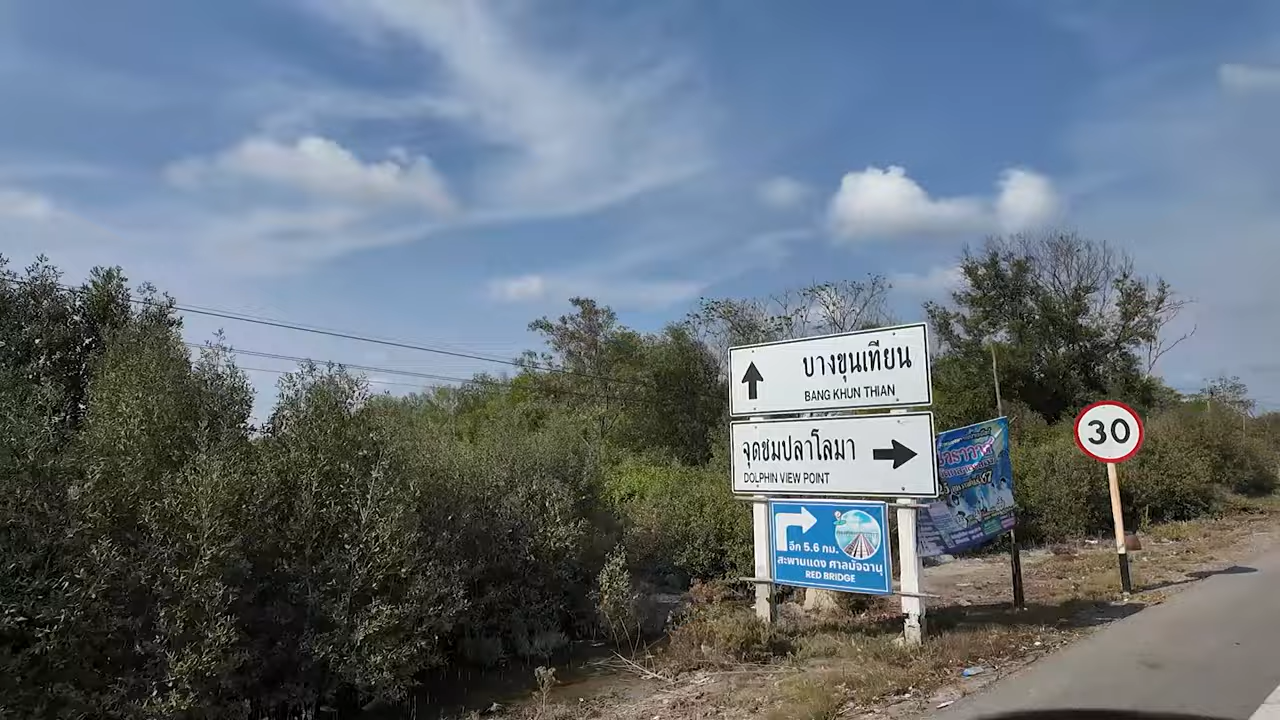 บางขุนเทียน
BANG KHUN THIAN
จุดชมปลาโลมา
DOLPHIN VIEW POINT
อีก 5.6 กม.
สะพานแดง ศาลมัจฉานุ
RED BRIDGE
30